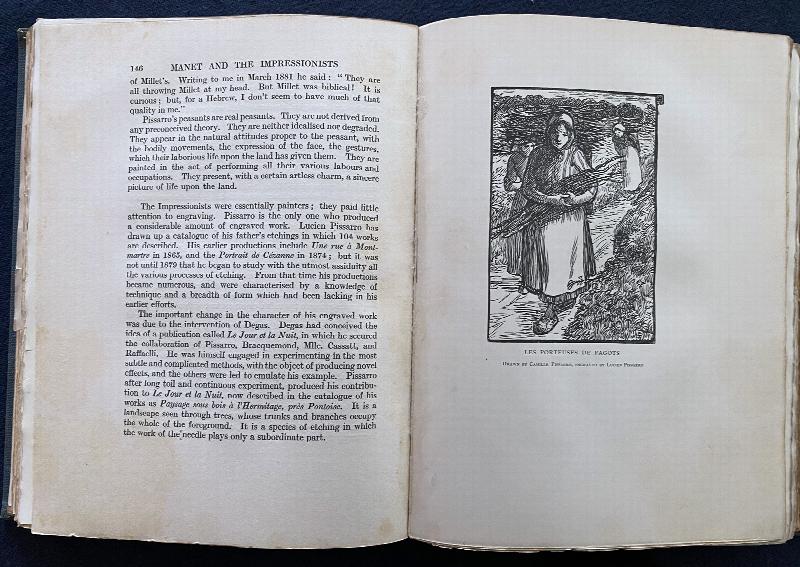 146 MANET AND THE IMPRESSIONISTS
of Millet's. Writing to me in March 1881 he said: "They are
all throwing Millet at my head. But Millet was biblical! It is
curious; but, for a Hebrew, I don't seem to have much of that
quality in me."
Pissarro's peasants are real peasants. They are not derived from
any preconceived theory. They are neither idealised nor degraded.
They appear in the natural attitudes proper to the peasant, with
the bodily movements, the expression of the face, the gestures,
which their laborious life upon the land has given them. They are
painted in the act of performing all their various labours and
occupations. They present, with a certain artless charm, a sincere
picture of life upon the land.
The Impressionists were essentially painters; they paid little
attention to engraving. Pissarro is the only one who produced
a considerable amount of engraved work. Lucien Pissarro has
drawn up a catalogue of his father's etchings in which 104 works
are described. His earlier productions include Une rue à Mont-
martre in 1865, and the Portrait de Cézanne in 1874; but it was
not until 1879 that he began to study with the utmost assiduity all
the various processes of etching. From that time his productions
became numerous, and were characterised by a knowledge of
technique and a breadth of form which had been lacking in his
earlier efforts.
The important change in the character of his engraved work
was due to the intervention of Degas. Degas had conceived the
idea of a publication called Le Jour et la Nuit, in which he secured
the collaboration of Pissarro, Bracquemond, Mlle. Cassatt, and
Raffaelli. He was himself engaged in experimenting in the most
subtle and complicated methods, with the object of producing novel
effects, and the others were led to emulate his example. Pissarro
after long toil and continuous experiment, produced his contribu-
tion to Le Jour et la Nuit, now described in the catalogue of his
works as Paysage sous bois à l'Hermitage, près Pontoise. It is a
landscape seen through trees, whose trunks and branches occupy
the whole of the foreground. It is a species of etching in which
the work of the needle plays only a subordinate part.
LES PORTEUSES DE FAGOTS
DRAWN BY CAMILLE PISSARRO, ENGRAVED BY LUCIEN PISSARRO